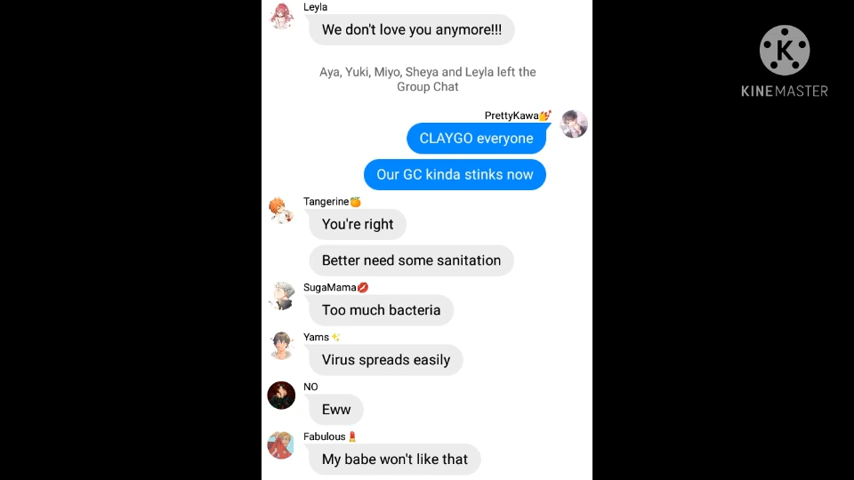 Leyla
We don't love you anymore!!!
Aya, Yuki, Miyo, Sheya and Leyla left the
Group Chat
PrettyKawa💅
CLAYGO everyone
Our GC kinda stinks now
Tangerine🍊
You're right
Better need some sanitation
SugaMama💋
Too much bacteria
Yams✨
Virus spreads easily
NO
Eww
Fabulous💄
My babe won't like that
KINEMASTER